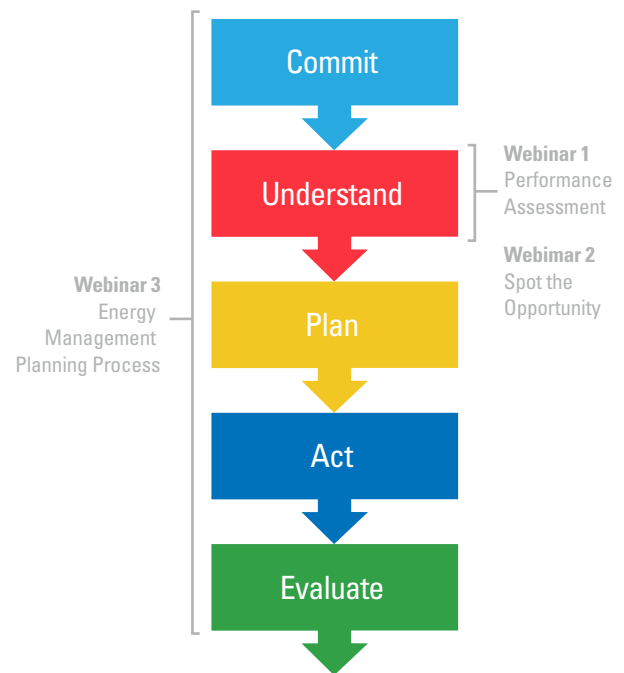 Commit
Understand
Webinar 1
Performance
Assessment
Webimar 2
Spot the
Opportunity
Webinar 3
Energy
Management
Planning Process
Plan
Act
Evaluate